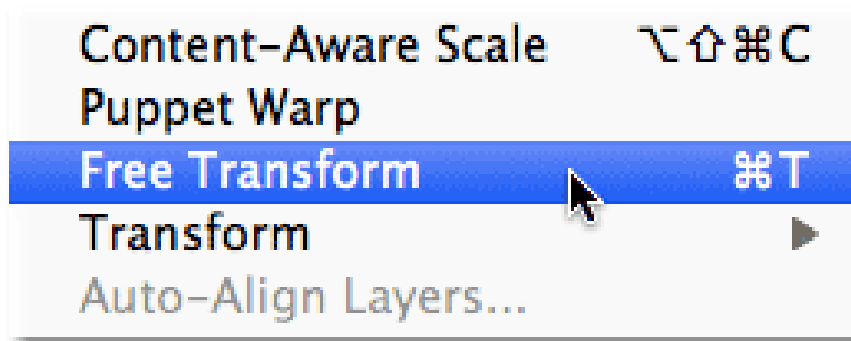 Content-Aware Scale ⌥⇧⌘C
Puppet Warp
Free Transform ⌘T
Transform ▶
Auto-Align Layers...